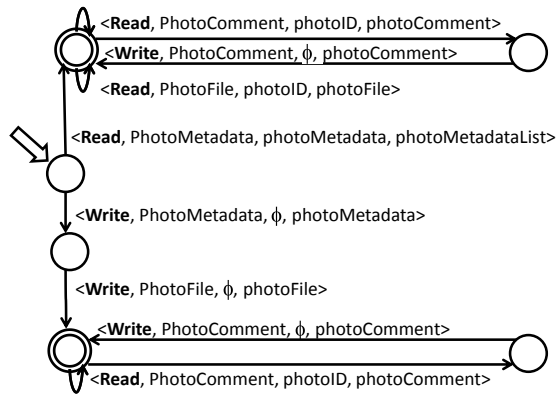 <Read, PhotoComment, photoID, photoComment>
<Write, PhotoComment, ϕ, photoComment>
<Read, PhotoFile, photoID, photoFile>
<Read, PhotoMetadata, photoMetadata, photoMetadataList>
<Write, PhotoMetadata, ϕ, photoMetadata>
<Write, PhotoFile, ϕ, photoFile>
<Write, PhotoComment, ϕ, photoComment>
<Read, PhotoComment, photoID, photoComment>